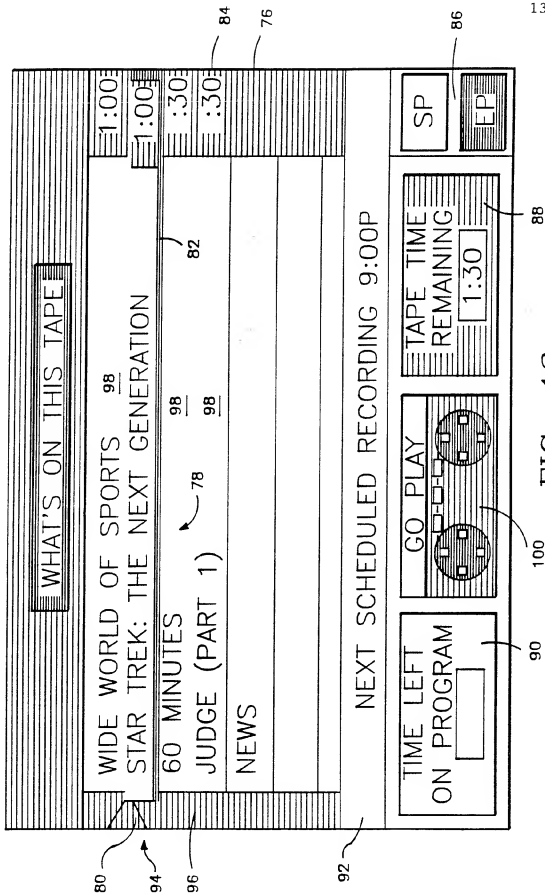 WHAT'S ON THIS TAPE
WIDE WORLD OF SPORTS 98 1:00
STAR TREK: THE NEXT GENERATION 1:00
60 MINUTES 98 :30
JUDGE (PART 1) 98 :30
NEWS
78
82
84
76
80
94
96
92
NEXT SCHEDULED RECORDING 9:00P
TIME LEFT
ON PROGRAM
GO PLAY
TAPE TIME
REMAINING
1:30
SP
EP
86
90
100
88
13